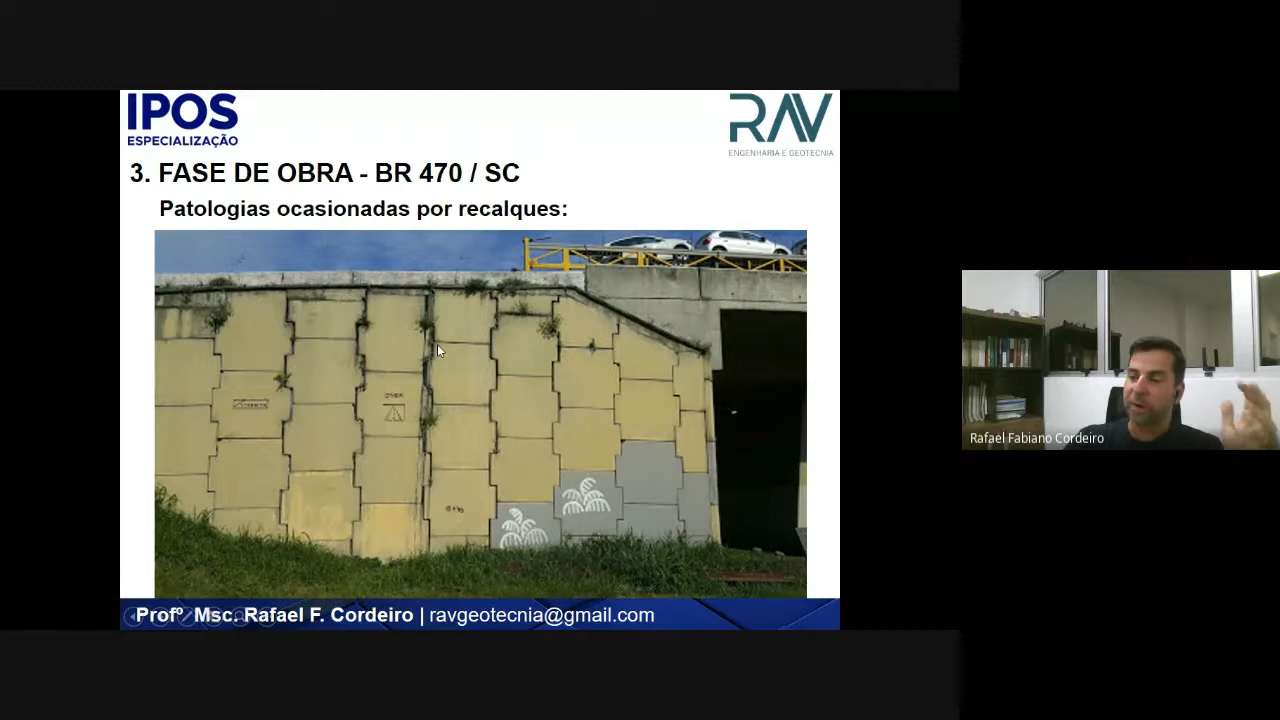 IPOS
ESPECIALIZAÇÃO
RAV
ENGENHARIA E GEOTECNIA
3. FASE DE OBRA - BR 470 / SC
Patologias ocasionadas por recalques:
Profº Msc. Rafael F. Cordeiro | ravgeotecnia@gmail.com
Rafael Fabiano Cordeiro